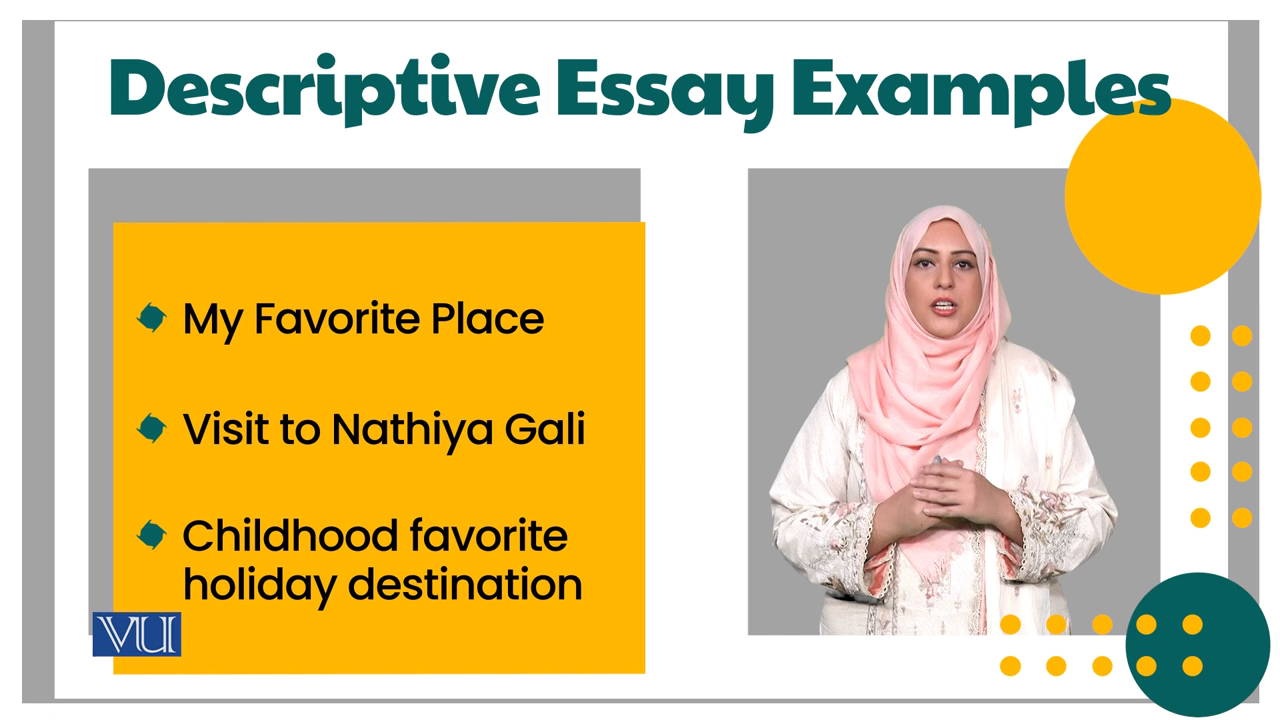 Descriptive Essay Examples
My Favorite Place
Visit to Nathiya Gali
Childhood favorite
holiday destination
VU